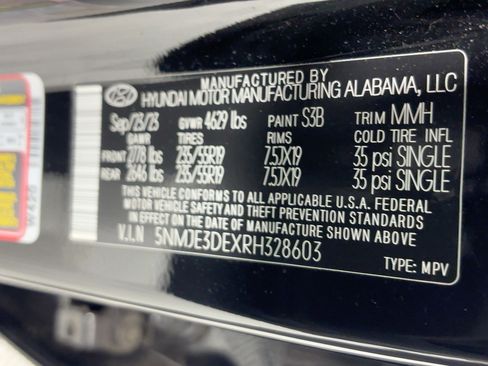 MANUFACTURED BY
HYUNDAI MOTOR MANUFACTURING ALABAMA, LLC
Sep/23/23 GVWR 4629 lbs PAINT S3B TRIM MMH
GAWR TIRES RIMS COLD TIRE INFL
FRONT 2778 lbs 235/55R19 7.5JX19 35 psi SINGLE
REAR 2646 lbs 235/55R19 7.5JX19 35 psi SINGLE
THIS VEHICLE CONFORMS TO ALL APPLICABLE U.S.A. FEDERAL
MOTOR VEHICLE SAFETY AND THEFT PREVENTION STANDARDS
IN EFFECT ON THE DATE OF MANUFACTURE SHOWN ABOVE.
V.I.N 5NMJE3DEXRH328603
TYPE: MPV
W420